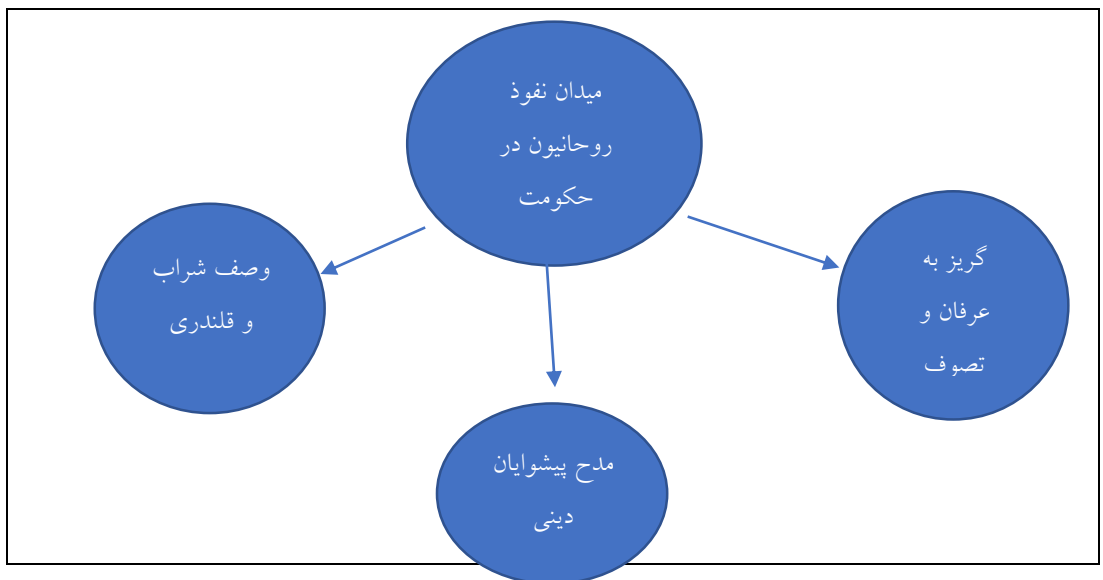 میدان نفوذ
روحانیون در
حکومت
گریز به
عرفان و
تصوف
وصف شراب
و قلندری
مدح پیشوایان
دینی